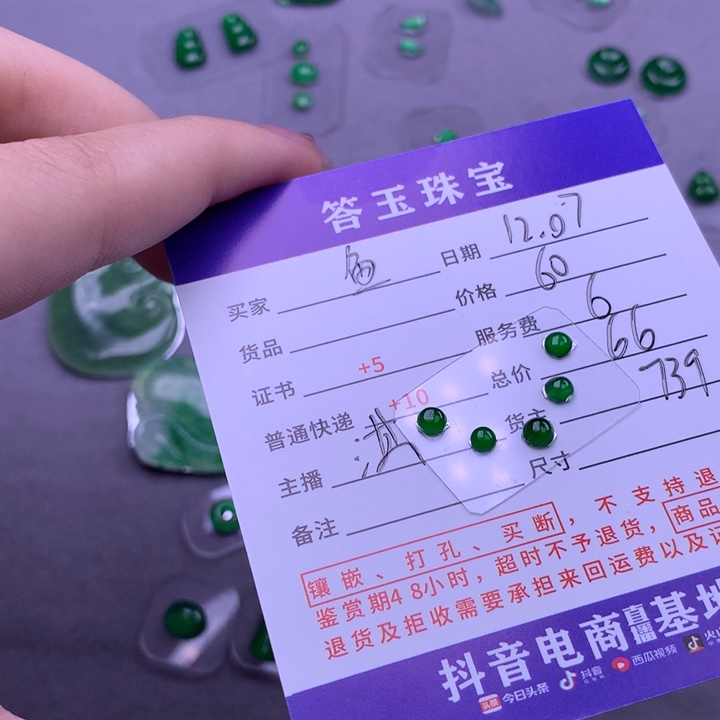 答玉珠宝
买家 鱼 日期 12.07
货品 价格 60
证书 +5 服务费 6
普通快递 +10 总价 66
主播 货主 739
备注 尺寸
镶嵌、打孔、买断，不支持退
鉴赏期48小时，超时不予退货，商品
退货及拒收需要承担来回运费以及证
抖音电商直播基地
头条 今日头条 抖音 西瓜视频 火山